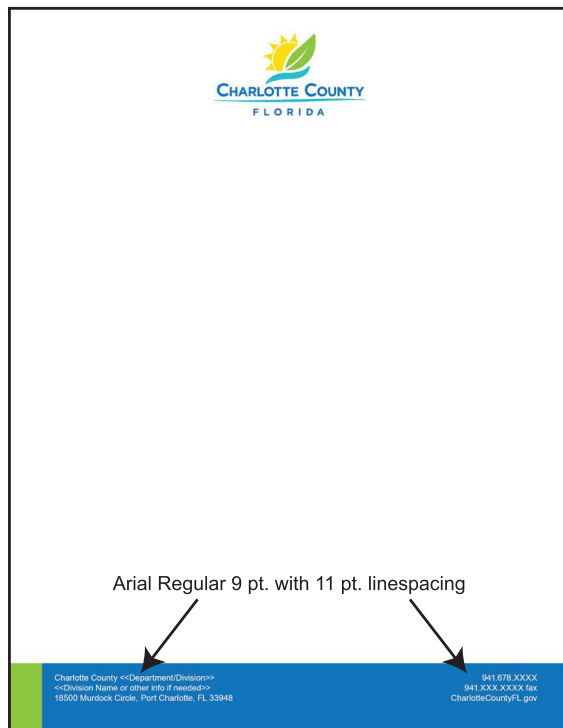 CHARLOTTE COUNTY
FLORIDA
Arial Regular 9 pt. with 11 pt. linespacing
Charlotte County <<Department/Division>>
<<Division Name or other info if needed>>
18500 Murdock Circle, Port Charlotte, FL 33948
941.678.XXXX
941.XXX.XXXX fax
CharlotteCountyFL.gov